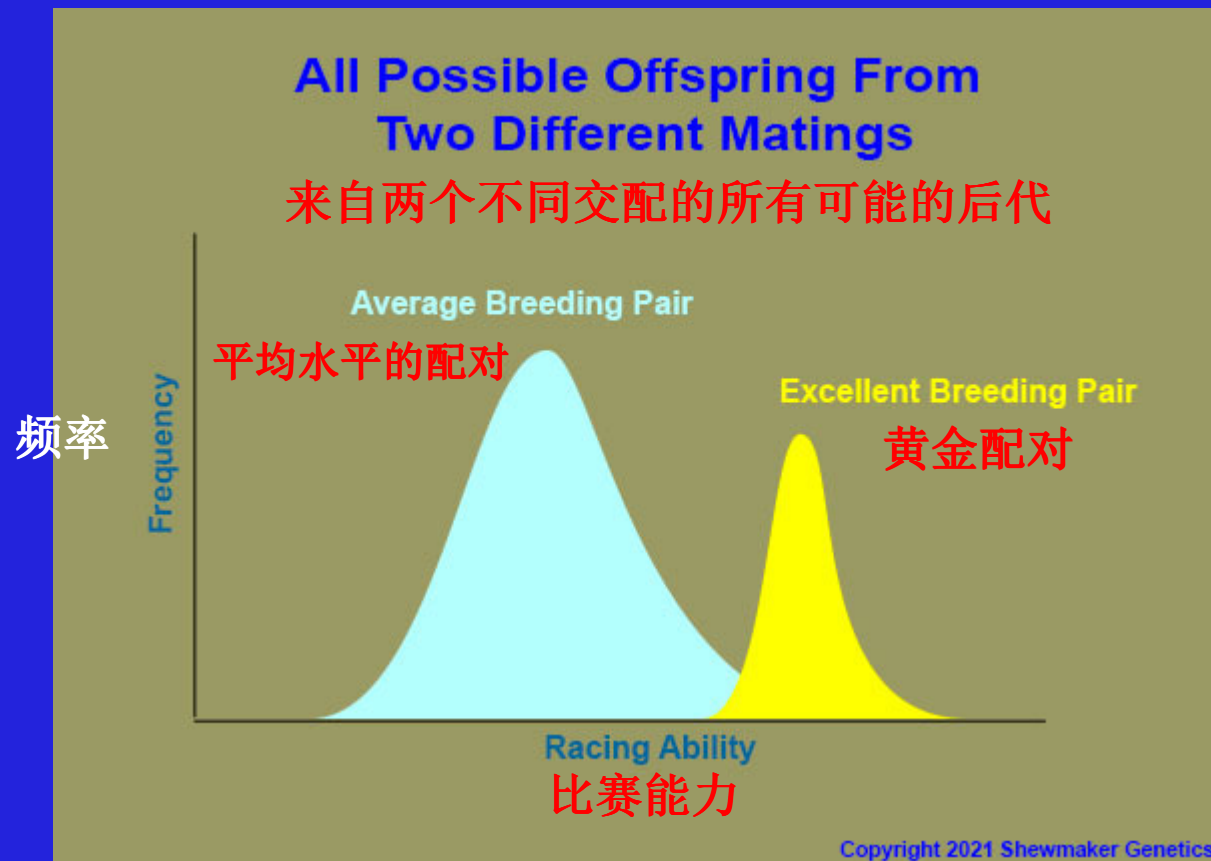 All Possible Offspring From
Two Different Matings
来自两个不同交配的所有可能的后代
Average Breeding Pair
平均水平的配对
Excellent Breeding Pair
黄金配对
频率
Frequency
Racing Ability
比赛能力
Copyright 2021 Shewmaker Genetics